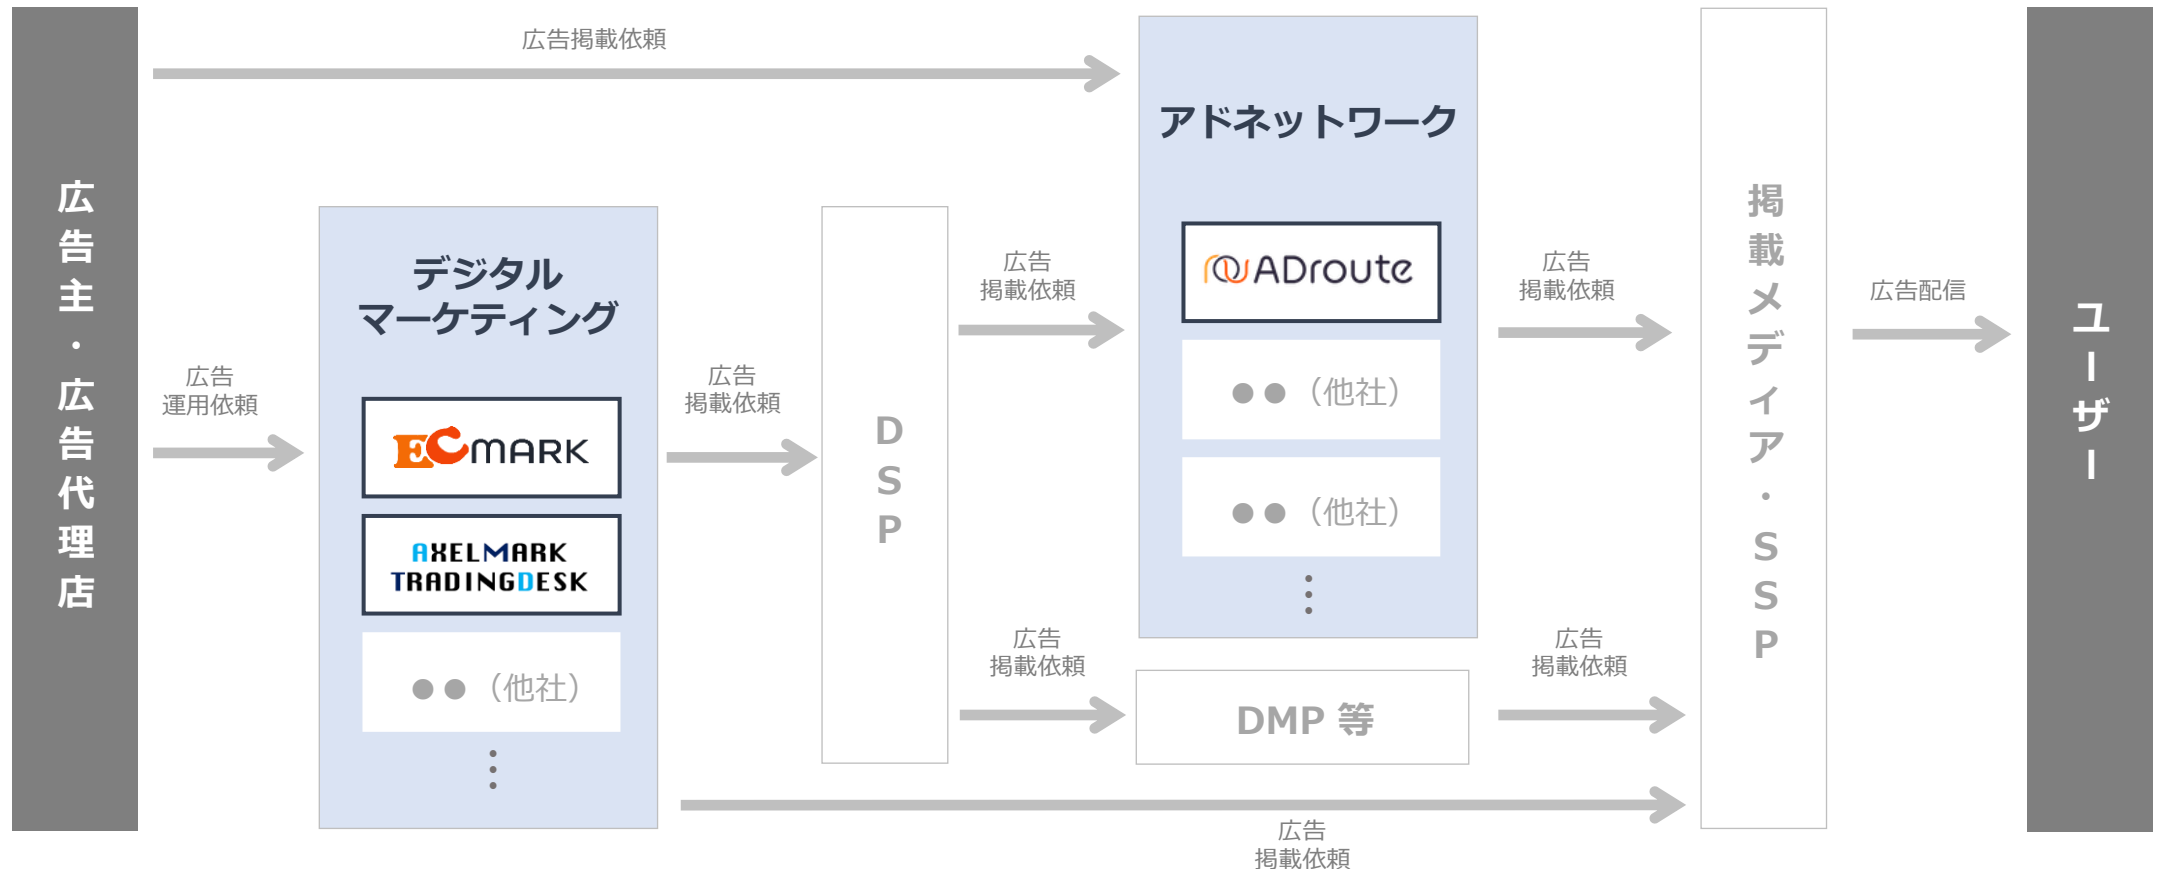 広告主・広告代理店
広告掲載依頼
広告
運用依頼
デジタル
マーケティング
ECMARK
AXELMARK
TRADINGDESK
●●（他社）
広告
掲載依頼
DSP
広告
掲載依頼
広告
掲載依頼
アドネットワーク
ADroute
●●（他社）
●●（他社）
DMP 等
広告
掲載依頼
広告
掲載依頼
広告
掲載依頼
掲載メディア・SSP
広告配信
ユーザー